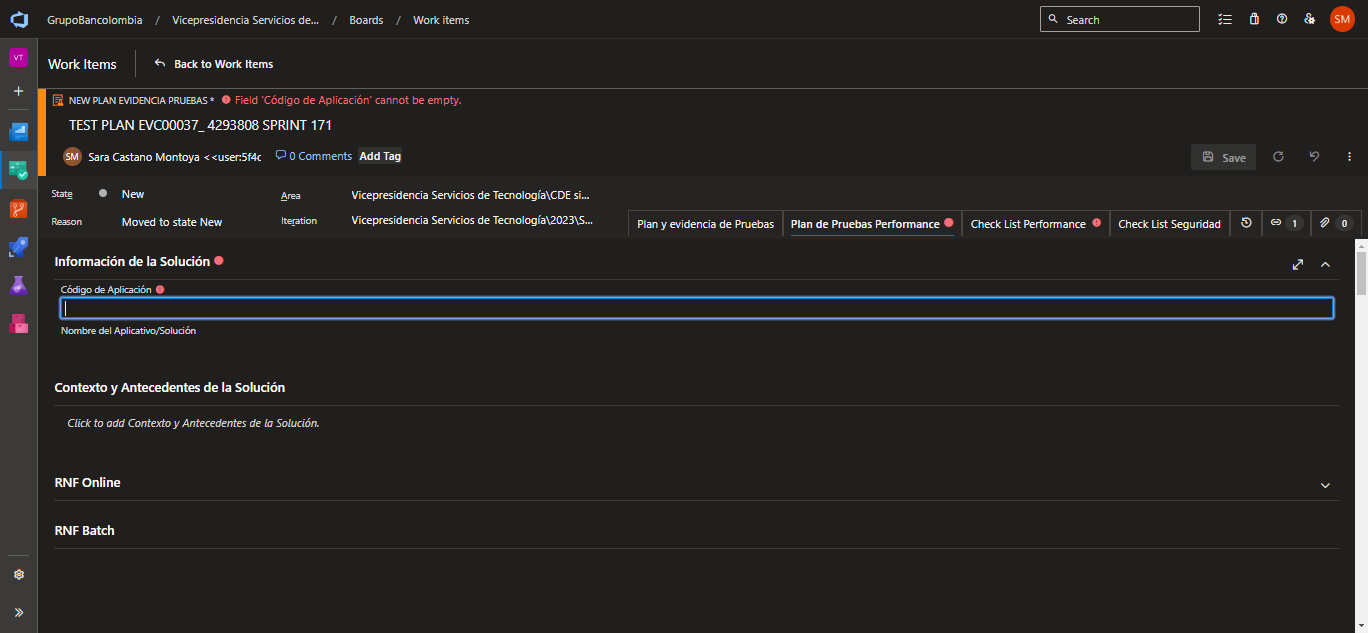 GrupoBancolombia / Vicepresidencia Servicios de... / Boards / Work items
Search
SM
VT
Work Items
Back to Work Items
NEW PLAN EVIDENCIA PRUEBAS * Field 'Código de Aplicación' cannot be empty.
TEST PLAN EVC00037_ 4293808 SPRINT 171
SM Sara Castano Montoya <<user:5f4c
0 Comments
Add Tag
Save
State
New
Area
Vicepresidencia Servicios de Tecnología\CDE si...
Reason
Moved to state New
Iteration
Vicepresidencia Servicios de Tecnología\2023\S...
Plan y evidencia de Pruebas
Plan de Pruebas Performance
Check List Performance
Check List Seguridad
1
0
Información de la Solución
Código de Aplicación
Nombre del Aplicativo/Solución
Contexto y Antecedentes de la Solución
Click to add Contexto y Antecedentes de la Solución.
RNF Online
RNF Batch